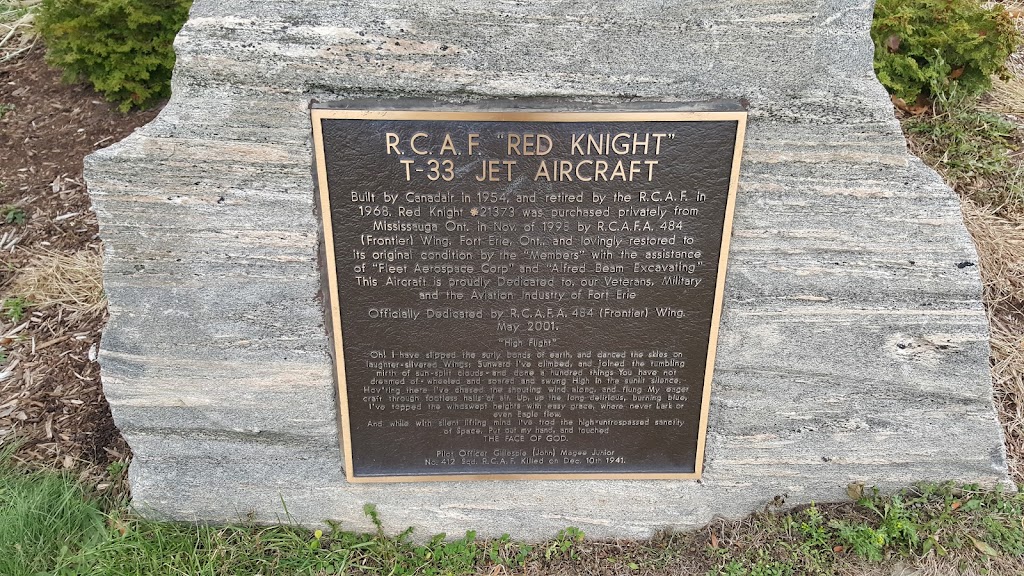 R.C.A.F. "RED KNIGHT"
T-33 JET AIRCRAFT
Built by Canadair in 1954, and retired by the R.C.A.F. in
1968. Red Knight #21373 was purchased privately from
Mississauga Ont. in Nov. of 1998 by R.C.A.F.A. 484
(Frontier) Wing, Fort Erie, Ont., and lovingly restored to
its original condition by the "Members" with the assistance
of "Fleet Aerospace Corp" and "Alfred Beam Excavating"
This Aircraft is proudly Dedicated to, our Veterans, Military
and the Aviation Industry of Fort Erie
Officially Dedicated by R.C.A.F.A. 484 (Frontier) Wing.
May 2001.
"High Flight"
Oh! I have slipped the surly bonds of earth, and danced the skies on
laughter-silvered Wings; Sunward I've climbed, and joined the tumbling
mirth of sun-split clouds- and done a hundred things You have not
dreamed of- wheeled and soared and swung High in the sunlit silence.
Hov'ring there I've chased the shouting wind along, and flung My eager
craft through footless halls of air. Up, up the long-delirious, burning blue,
I've topped the windswept heights with easy grace, where never Lark or
even Eagle flew.
And while with silent lifting mind I've trod the high-untrespassed sanctity
of Space, Put out my hand, and touched
THE FACE OF GOD.
Pilot Officer Gillespie (John) Magee Junior
No. 412 Sqd. R.C.A.F. Killed on Dec. 10th 1941.